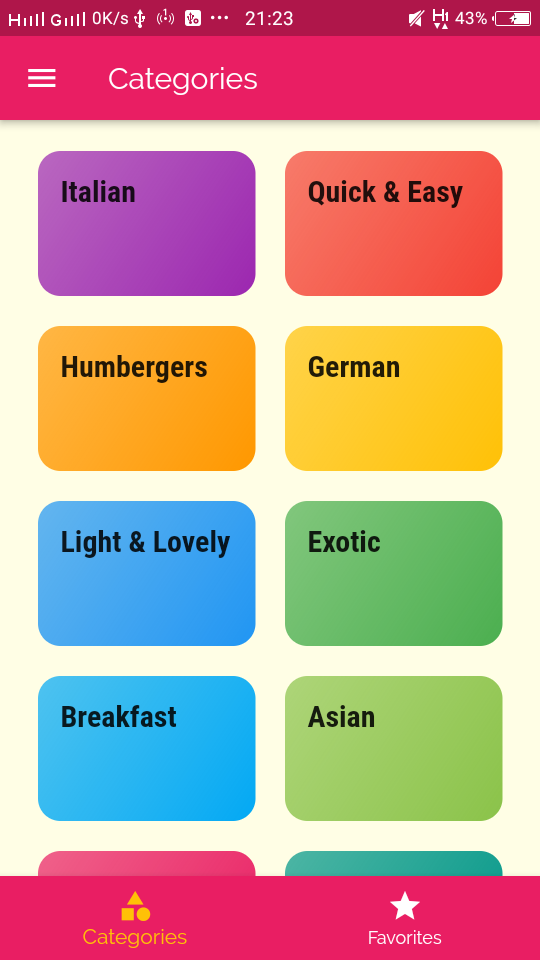 0K/s 21:23 43%
Categories
Italian
Quick & Easy
Humbergers
German
Light & Lovely
Exotic
Breakfast
Asian
Categories
Favorites